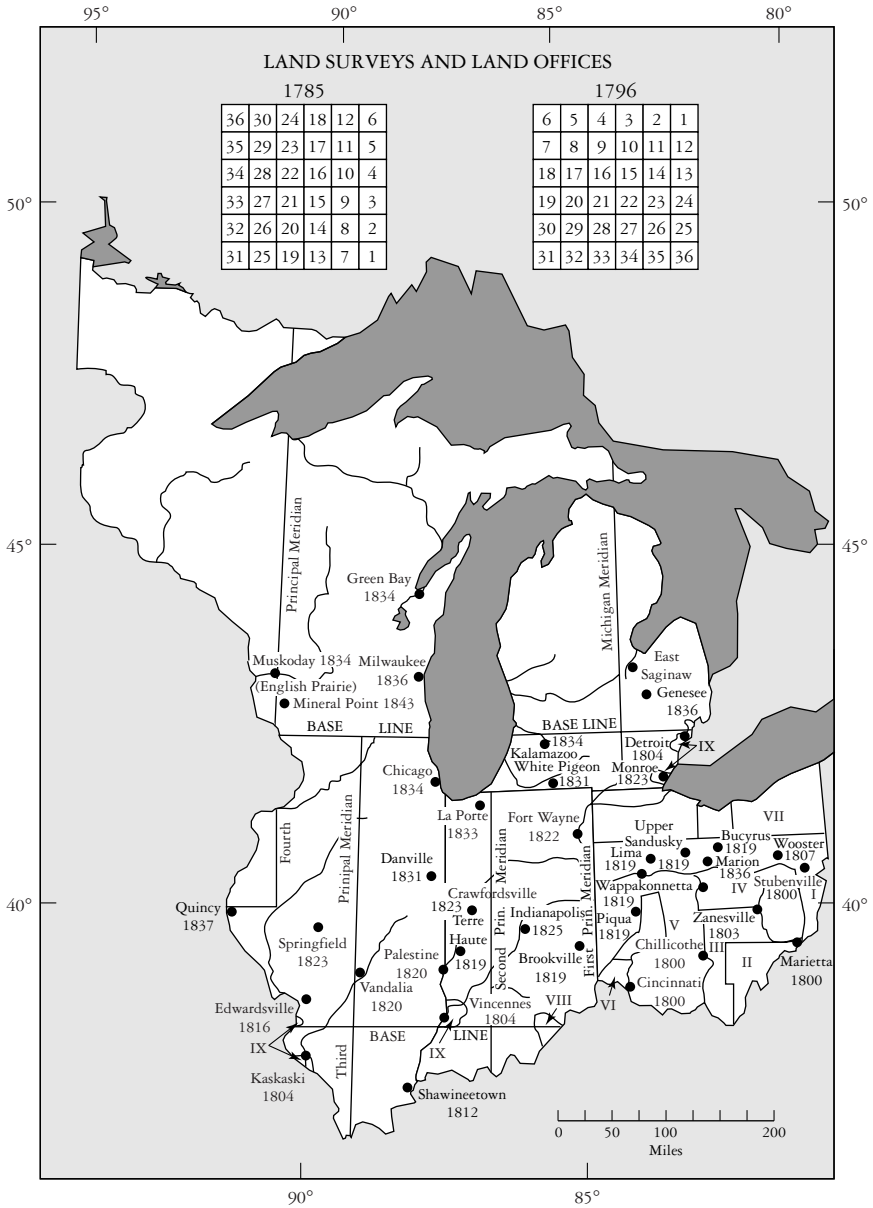 95°
90°
85°
80°
LAND SURVEYS AND LAND OFFICES
1785
36 30 24 18 12 6
35 29 23 17 11 5
34 28 22 16 10 4
33 27 21 15 9 3
32 26 20 14 8 2
31 25 19 13 7 1
1796
6 5 4 3 2 1
7 8 9 10 11 12
18 17 16 15 14 13
19 20 21 22 23 24
30 29 28 27 26 25
31 32 33 34 35 36
50°
50°
45°
45°
40°
40°
Principal Meridian
Michigan Meridian
Green Bay
1834
Muskoday 1834
(English Prairie)
Mineral Point 1843
Milwaukee
1836
East
Saginaw
Genesee
1836
BASE LINE
BASE LINE
1834
Kalamazoo
White Pigeon
1831
Detroit
1804
IX
Monroe
1823
Chicago
1834
La Porte
1833
Fort Wayne
1822
Upper
Sandusky
1819
Bucyrus
1819
VII
Wooster
1807
Lima
1819
Marion
1836
Fourth
Prinipal Meridian
Second Prin. Meridian
First Prin. Meridian
Danville
1831
Crawfordsville
1823
Terre
Haute
1819
Indianapolis
1825
Wappakonnetta
1819
IV
Stubenville
1800
I
Piqua
1819
V
Zanesville
1803
Quincy
1837
Springfield
1823
Palestine
1820
Brookville
1819
Chillicothe
1800
III
II
Marietta
1800
Vandalia
1820
Cincinnati
1800
VI
Edwardsville
1816
Vincennes
1804
VIII
IX
BASE LINE
IX
Third
Kaskaski
1804
Shawineetown
1812
0 50 100 200
Miles
90°
85°